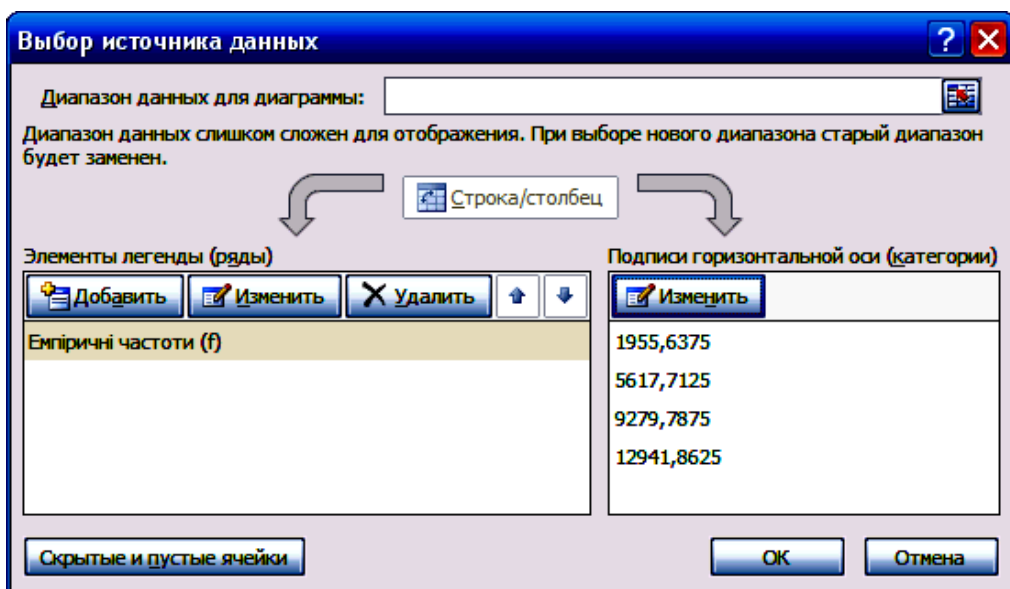 Выбор источника данных
Диапазон данных для диаграммы:
Диапазон данных слишком сложен для отображения. При выборе нового диапазона старый диапазон
будет заменен.
Строка/столбец
Элементы легенды (ряды)
Добавить Изменить Удалить
Емпіричні частоти (f)
Подписи горизонтальной оси (категории)
Изменить
1955,6375
5617,7125
9279,7875
12941,8625
Скрытые и пустые ячейки
ОК Отмена